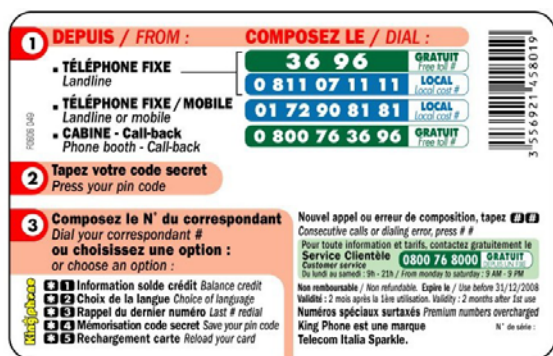 1 DEPUIS / FROM : COMPOSEZ LE / DIAL :
TÉLÉPHONE FIXE
Landline
36 96 GRATUIT Free toll #
0 811 07 11 11 LOCAL Local cost #
TÉLÉPHONE FIXE / MOBILE
Landline or mobile
01 72 90 81 81 LOCAL Local cost #
CABINE - Call-back
Phone booth - Call-back
0 800 76 36 96 GRATUIT Free toll #
3 556921 458019
2 Tapez votre code secret
Press your pin code
3 Composez le N° du correspondant
Dial your correspondant #
ou choisissez une option :
or choose an option :
King phone
* 1 Information solde crédit Balance credit
* 2 Choix de la langue Choice of language
* 3 Rappel du dernier numéro Last # redial
* 4 Mémorisation code secret Save your pin code
* 5 Rechargement carte Reload your card
Nouvel appel ou erreur de composition, tapez # #
Consecutive calls or dialing error, press # #
Pour toute information et tarifs, contactez gratuitement le
Service Clientèle 0800 76 8000 GRATUIT
Customer service
Du lundi au samedi : 9h - 21h / From monday to saturday : 9 AM - 9 PM
Non remboursable / Non refundable. Expire le / Use before 31/12/2008
Validité : 2 mois après la 1ère utilisation. Validity : 2 months after 1st use
Numéros spéciaux surtaxés Premium numbers overcharged
King Phone est une marque N° de série :
Telecom Italia Sparkle.